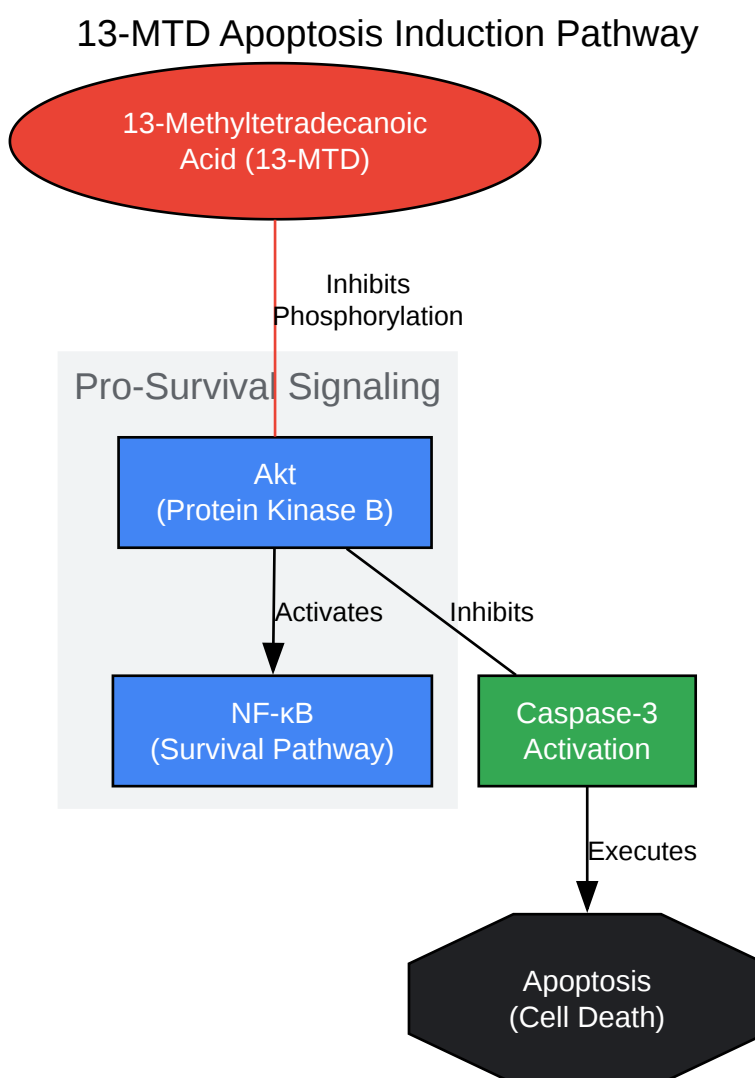 13-MTD Apoptosis Induction Pathway
13-Methyltetradecanoic
Acid (13-MTD)
Inhibits
Phosphorylation
Pro-Survival Signaling
Akt
(Protein Kinase B)
Activates
Inhibits
NF-κB
(Survival Pathway)
Caspase-3
Activation
Executes
Apoptosis
(Cell Death)